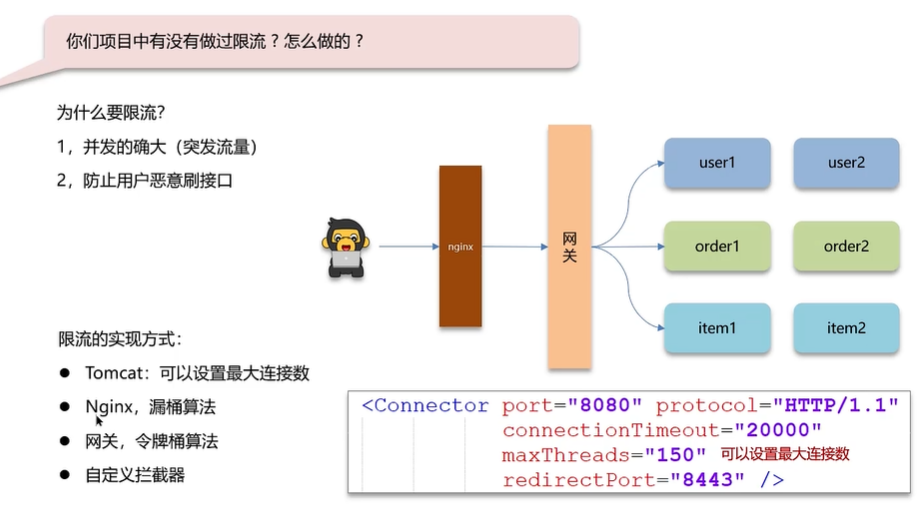 你们项目中有没有做过限流？怎么做的？
为什么要限流？
1，并发的确大（突发流量）
2，防止用户恶意刷接口
nginx
网关
user1
user2
order1
order2
item1
item2
限流的实现方式：
Tomcat：可以设置最大连接数
Nginx，漏桶算法
网关，令牌桶算法
自定义拦截器
<Connector port="8080" protocol="HTTP/1.1"
connectionTimeout="20000"
maxThreads="150" 可以设置最大连接数
redirectPort="8443" />